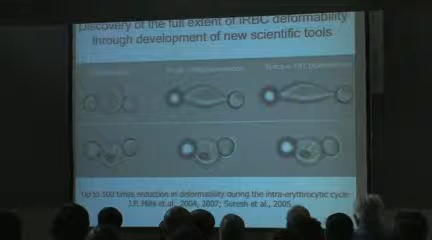 Discovery of the full extent of iRBC deformability
through development of new scientific tools
Up to 500 times reduction in deformability during the intra-erythrocytic cycle
J.P. Mills et al., 2004, 2007; Suresh et al., 2005